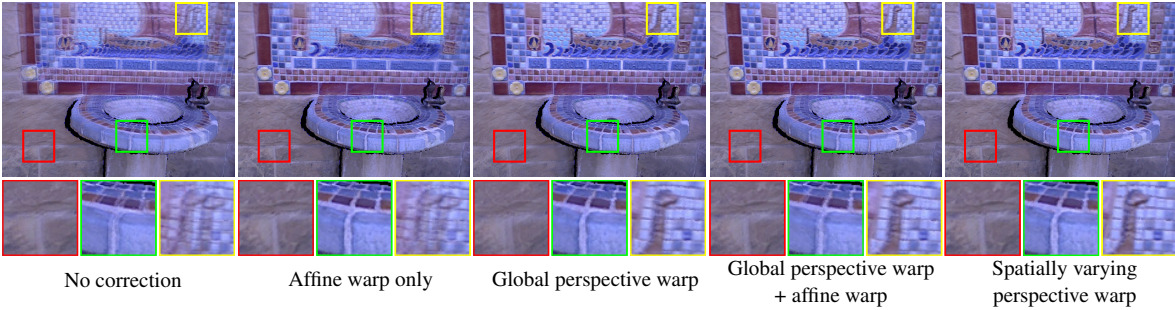 No correction
Affine warp only
Global perspective warp
Global perspective warp
+ affine warp
Spatially varying
perspective warp